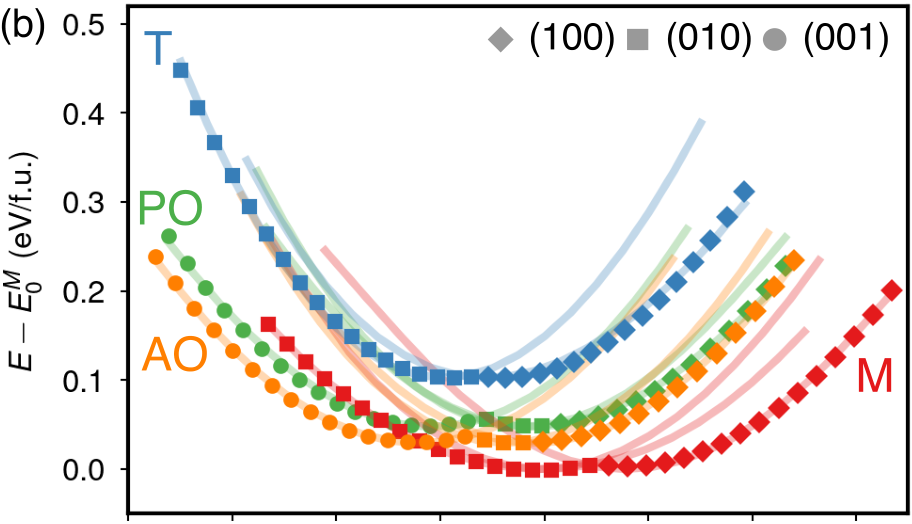 (b)
0.5
T
(100) (010) (001)
0.4
0.3
PO
E − E₀ᴹ (eV/f.u.)
0.2
AO
0.1
M
0.0